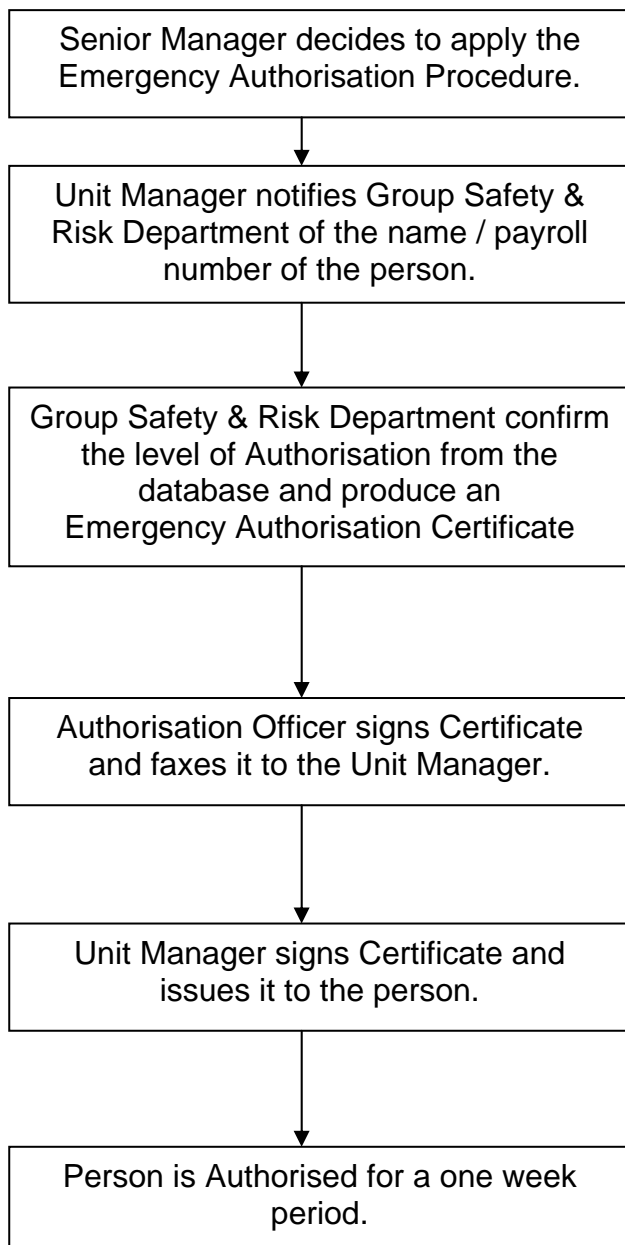 Senior Manager decides to apply the
Emergency Authorisation Procedure.
Unit Manager notifies Group Safety &
Risk Department of the name / payroll
number of the person.
Group Safety & Risk Department confirm
the level of Authorisation from the
database and produce an
Emergency Authorisation Certificate
Authorisation Officer signs Certificate
and faxes it to the Unit Manager.
Unit Manager signs Certificate and
issues it to the person.
Person is Authorised for a one week
period.